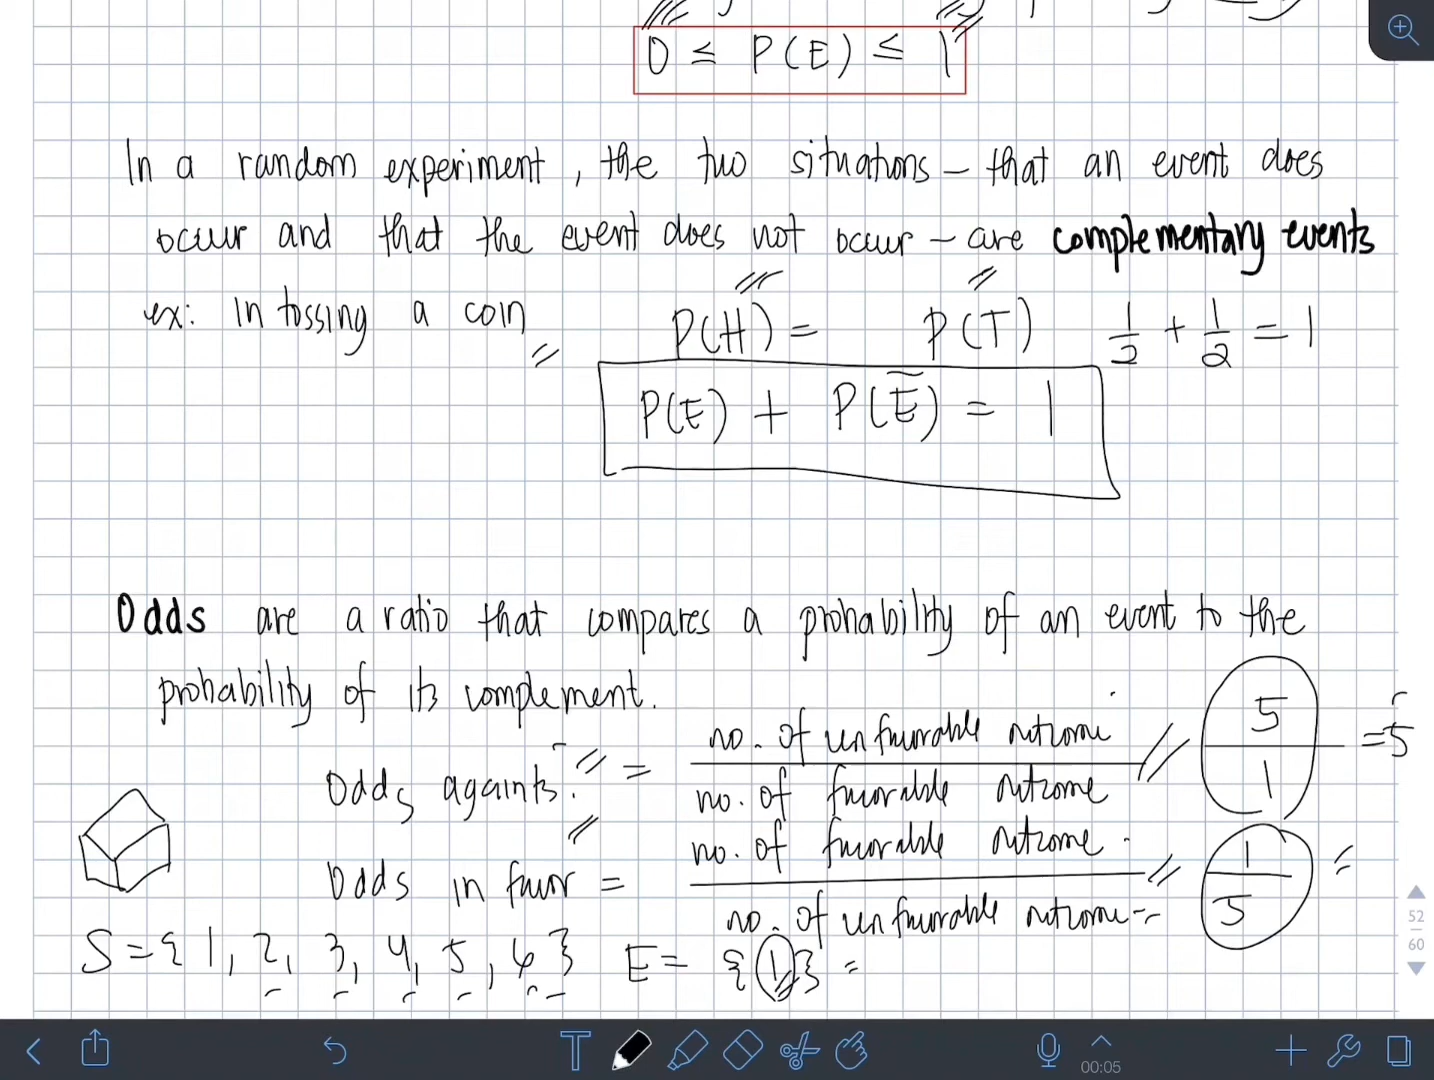 0 ≤ P(E) ≤ 1
In a random experiment, the two situations – that an event does
occur and that the event does not occur – are complementary events
ex: In tossing a coin P(H) = P(T) 1/2 + 1/2 = 1
P(E) + P(Ē) = 1
Odds are a ratio that compares a probability of an event to the
probability of its complement.
Odds againts: = no. of unfavorable outcome / no. of favorable outcome 5/1 = 5
Odds in favor = no. of favorable outcome / no. of unfavorable outcome = 1/5 =
S = { 1, 2, 3, 4, 5, 6 } E = {1} =
52
60
T
00:05